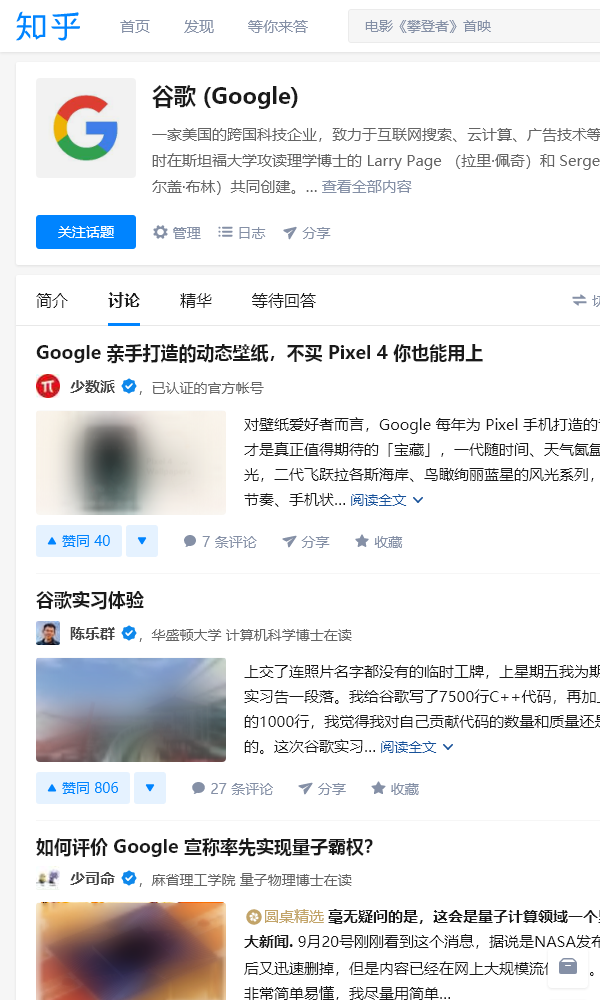 知乎 首页 发现 等你来答 电影《攀登者》首映
谷歌 (Google)
一家美国的跨国科技企业，致力于互联网搜索、云计算、广告技术等
时在斯坦福大学攻读理学博士的 Larry Page （拉里·佩奇）和 Serge
尔盖·布林）共同创建。... 查看全部内容
关注话题 管理 日志 分享
简介 讨论 精华 等待回答
Google 亲手打造的动态壁纸，不买 Pixel 4 你也能用上
少数派 ，已认证的官方帐号
对壁纸爱好者而言，Google 每年为 Pixel 手机打造的
才是真正值得期待的「宝藏」，一代随时间、天气氤氲
光，二代飞跃拉各斯海岸、鸟瞰绚丽蓝星的风光系列，
节奏、手机状... 阅读全文
赞同 40 7 条评论 分享 收藏
谷歌实习体验
陈乐群 ，华盛顿大学 计算机科学博士在读
上交了连照片名字都没有的临时工牌，上星期五我为期
实习告一段落。我给谷歌写了7500行C++代码，再加上
的1000行，我觉得我对自己贡献代码的数量和质量还是
的。这次谷歌实习... 阅读全文
赞同 806 27 条评论 分享 收藏
如何评价 Google 宣称率先实现量子霸权？
少司命 ，麻省理工学院 量子物理博士在读
圆桌精选 毫无疑问的是，这会是量子计算领域一个
大新闻. 9月20号刚刚看到这个消息，据说是NASA发布
后又迅速删掉，但是内容已经在网上大规模流传 。
非常简单易懂，我尽量用简单...